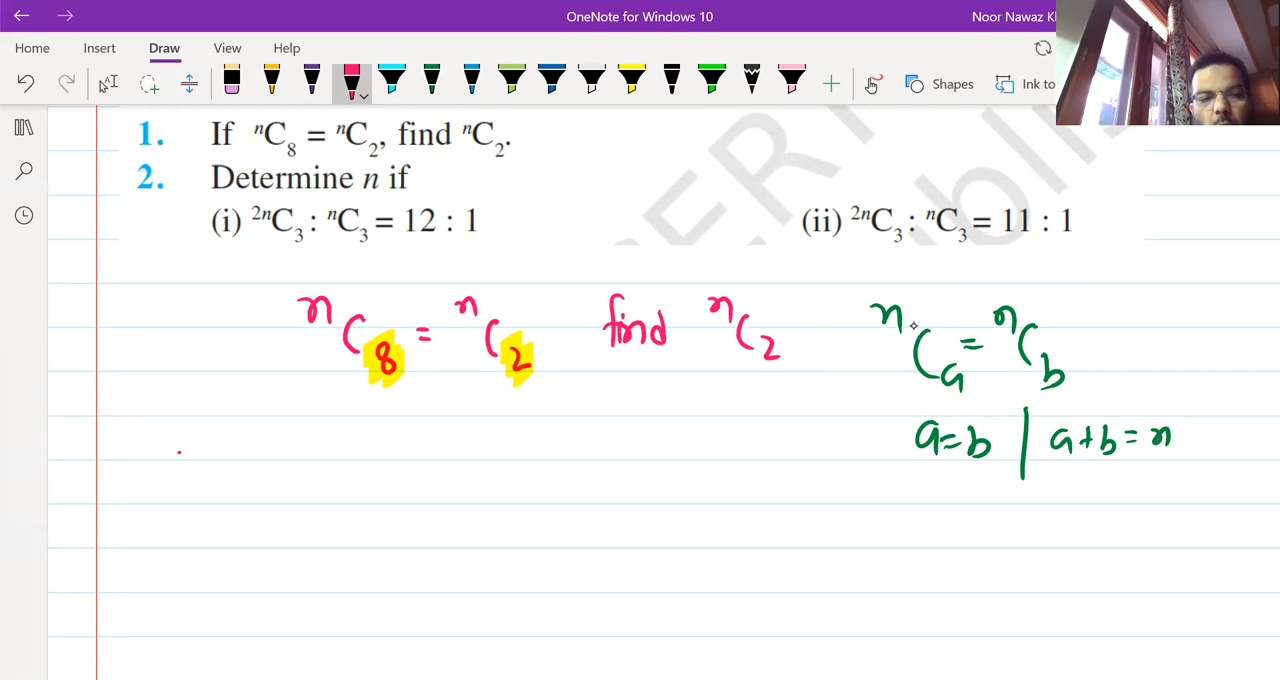 OneNote for Windows 10
Noor Nawaz Kh
Home Insert Draw View Help
Shapes Ink to
1. If ⁿC₈ = ⁿC₂, find ⁿC₂.
2. Determine n if
(i) ²ⁿC₃ : ⁿC₃ = 12 : 1 (ii) ²ⁿC₃ : ⁿC₃ = 11 : 1
ⁿC₈ = ⁿC₂ find ⁿC₂
ⁿCₐ = ⁿC_b
a=b | a+b=n